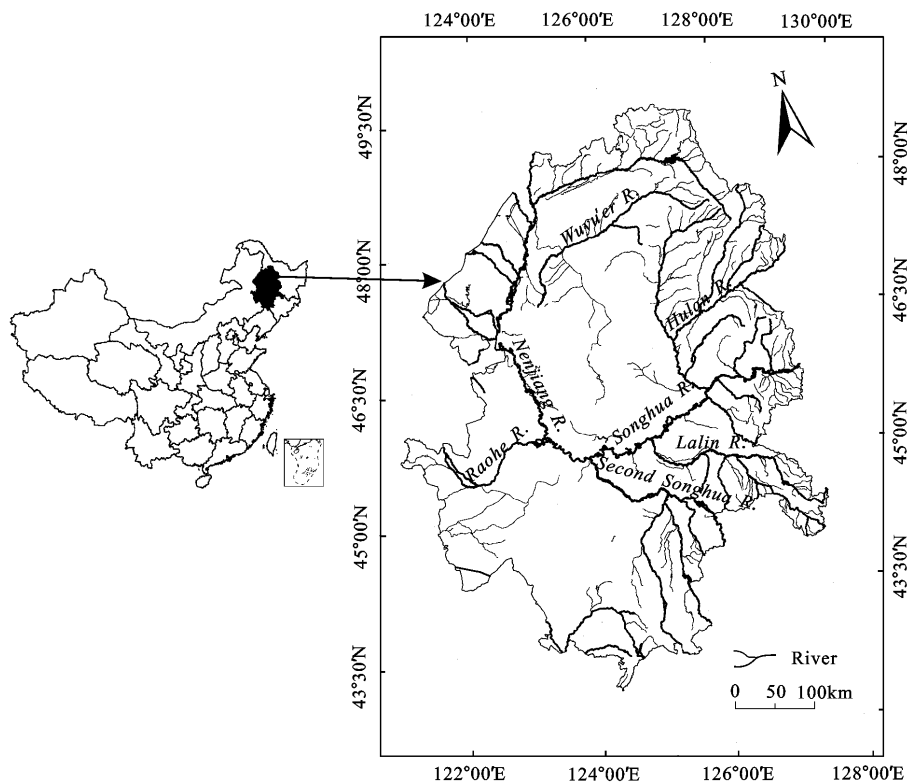 124°00′E
126°00′E
128°00′E
130°00′E
N
49°30′N
48°00′N
46°30′N
45°00′N
43°30′N
48°00′N
46°30′N
45°00′N
43°30′N
Wuyu'er R.
Hulan R.
Nenjiang R.
Songhua R.
Raohe R.
Lalin R.
Second Songhua R.
River
0 50 100km
122°00′E
124°00′E
126°00′E
128°00′E